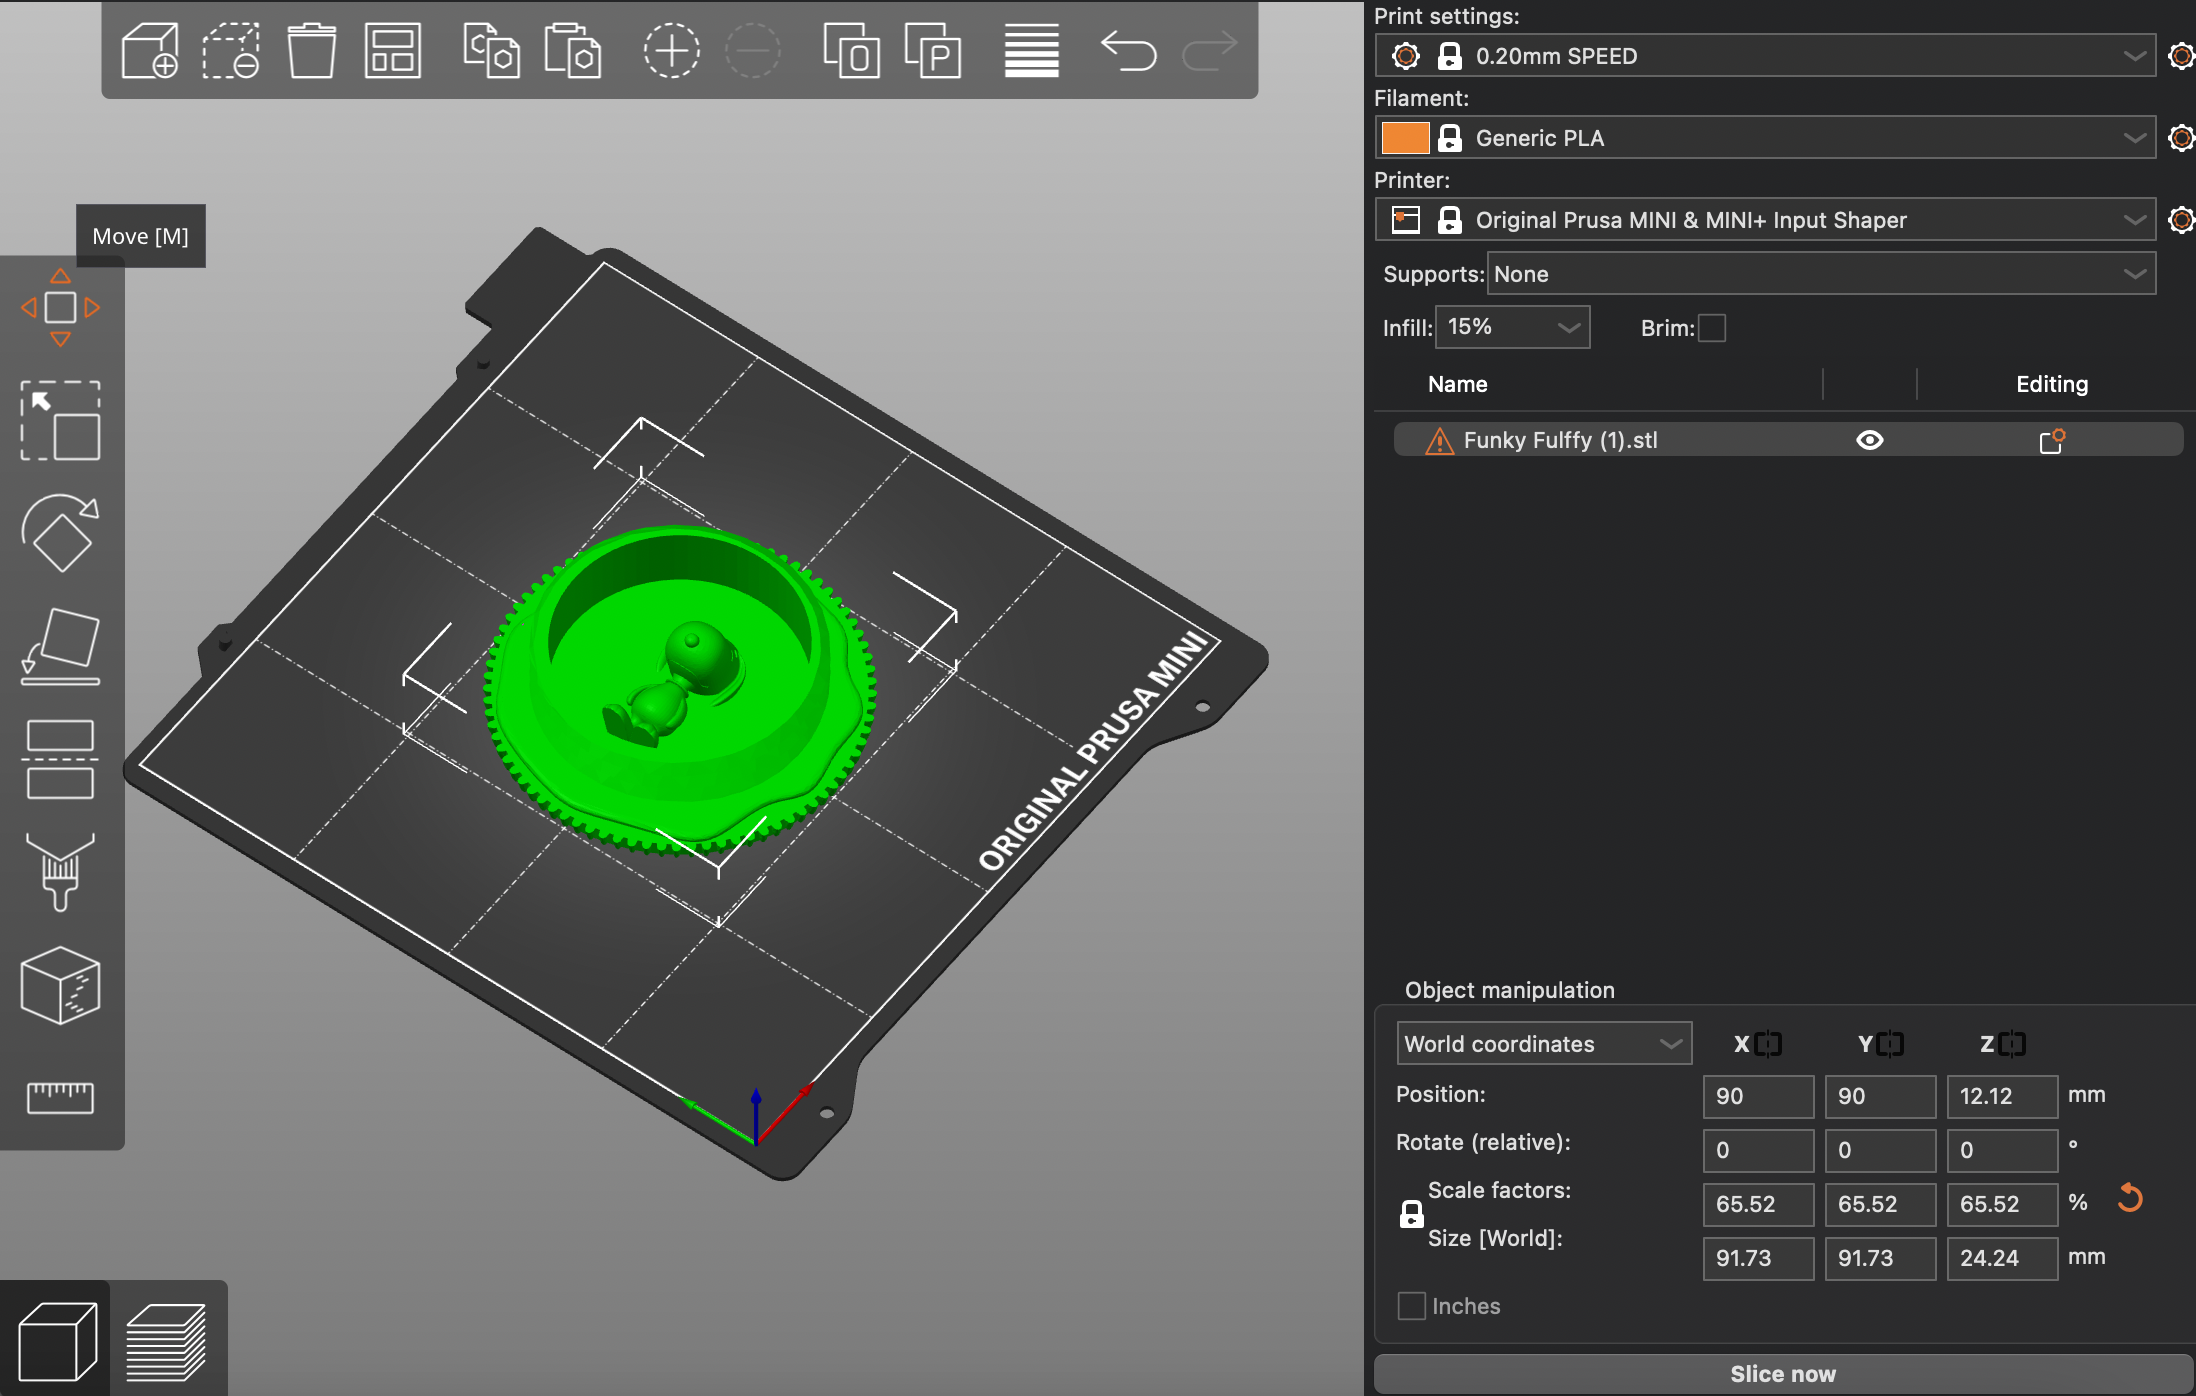 Print settings:
0.20mm SPEED
Filament:
Generic PLA
Printer:
Original Prusa MINI & MINI+ Input Shaper
Supports: None
Infill: 15% Brim:
Name Editing
Funky Fulffy (1).stl
Move [M]
ORIGINAL PRUSA MINI
Object manipulation
World coordinates X Y Z
Position: 90 90 12.12 mm
Rotate (relative): 0 0 0 °
Scale factors: 65.52 65.52 65.52 %
Size [World]: 91.73 91.73 24.24 mm
Inches
Slice now